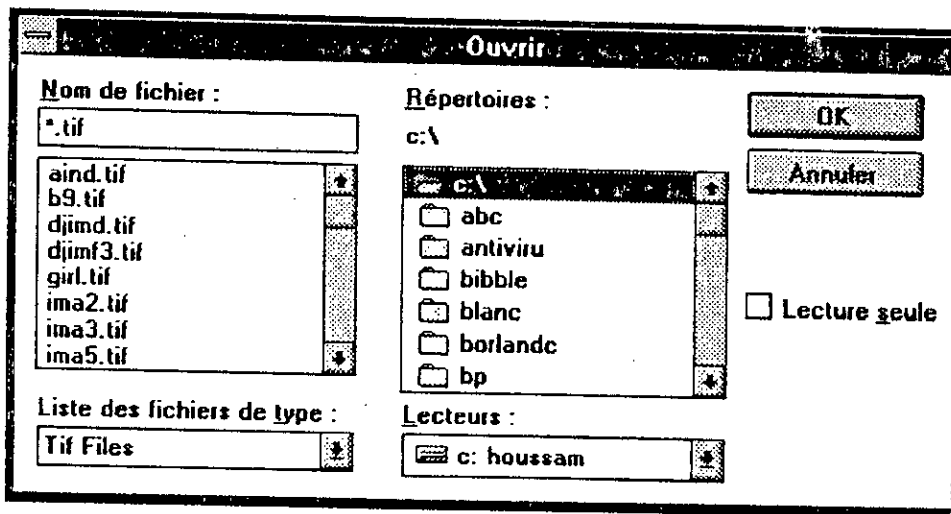 Ouvrir
Nom de fichier :
*.tif
aind.tif
b9.tif
djimd.tif
djimf3.tif
girl.tif
ima2.tif
ima3.tif
ima5.tif
Liste des fichiers de type :
Tif Files
Répertoires :
c:\
c:\
abc
antiviru
bibble
blanc
borlandc
bp
Lecteurs :
c: houssam
OK
Annuler
Lecture seule